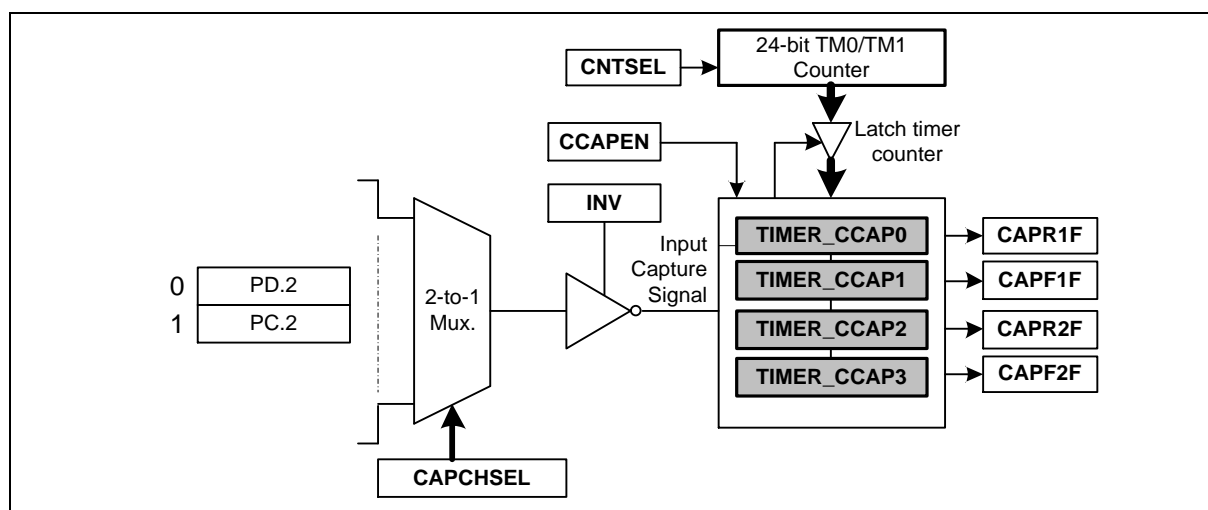 24-bit TM0/TM1
Counter
CNTSEL
Latch timer
counter
CCAPEN
INV
Input
Capture
Signal
TIMER_CCAP0
TIMER_CCAP1
TIMER_CCAP2
TIMER_CCAP3
CAPR1F
CAPF1F
CAPR2F
CAPF2F
0 PD.2
1 PC.2
2-to-1
Mux.
CAPCHSEL